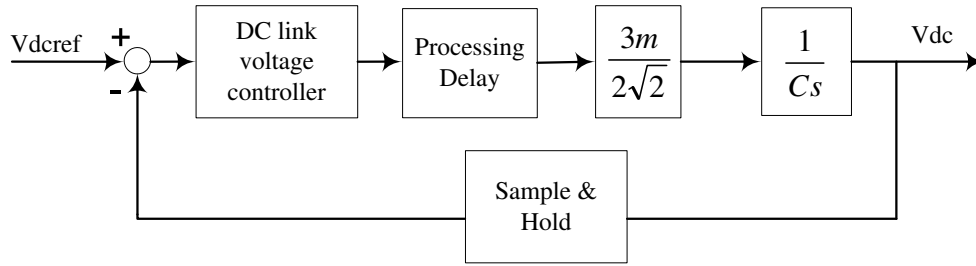 Vdcref
+
-
DC link
voltage
controller
Processing
Delay
3m
2√2
1
Cs
Vdc
Sample &
Hold